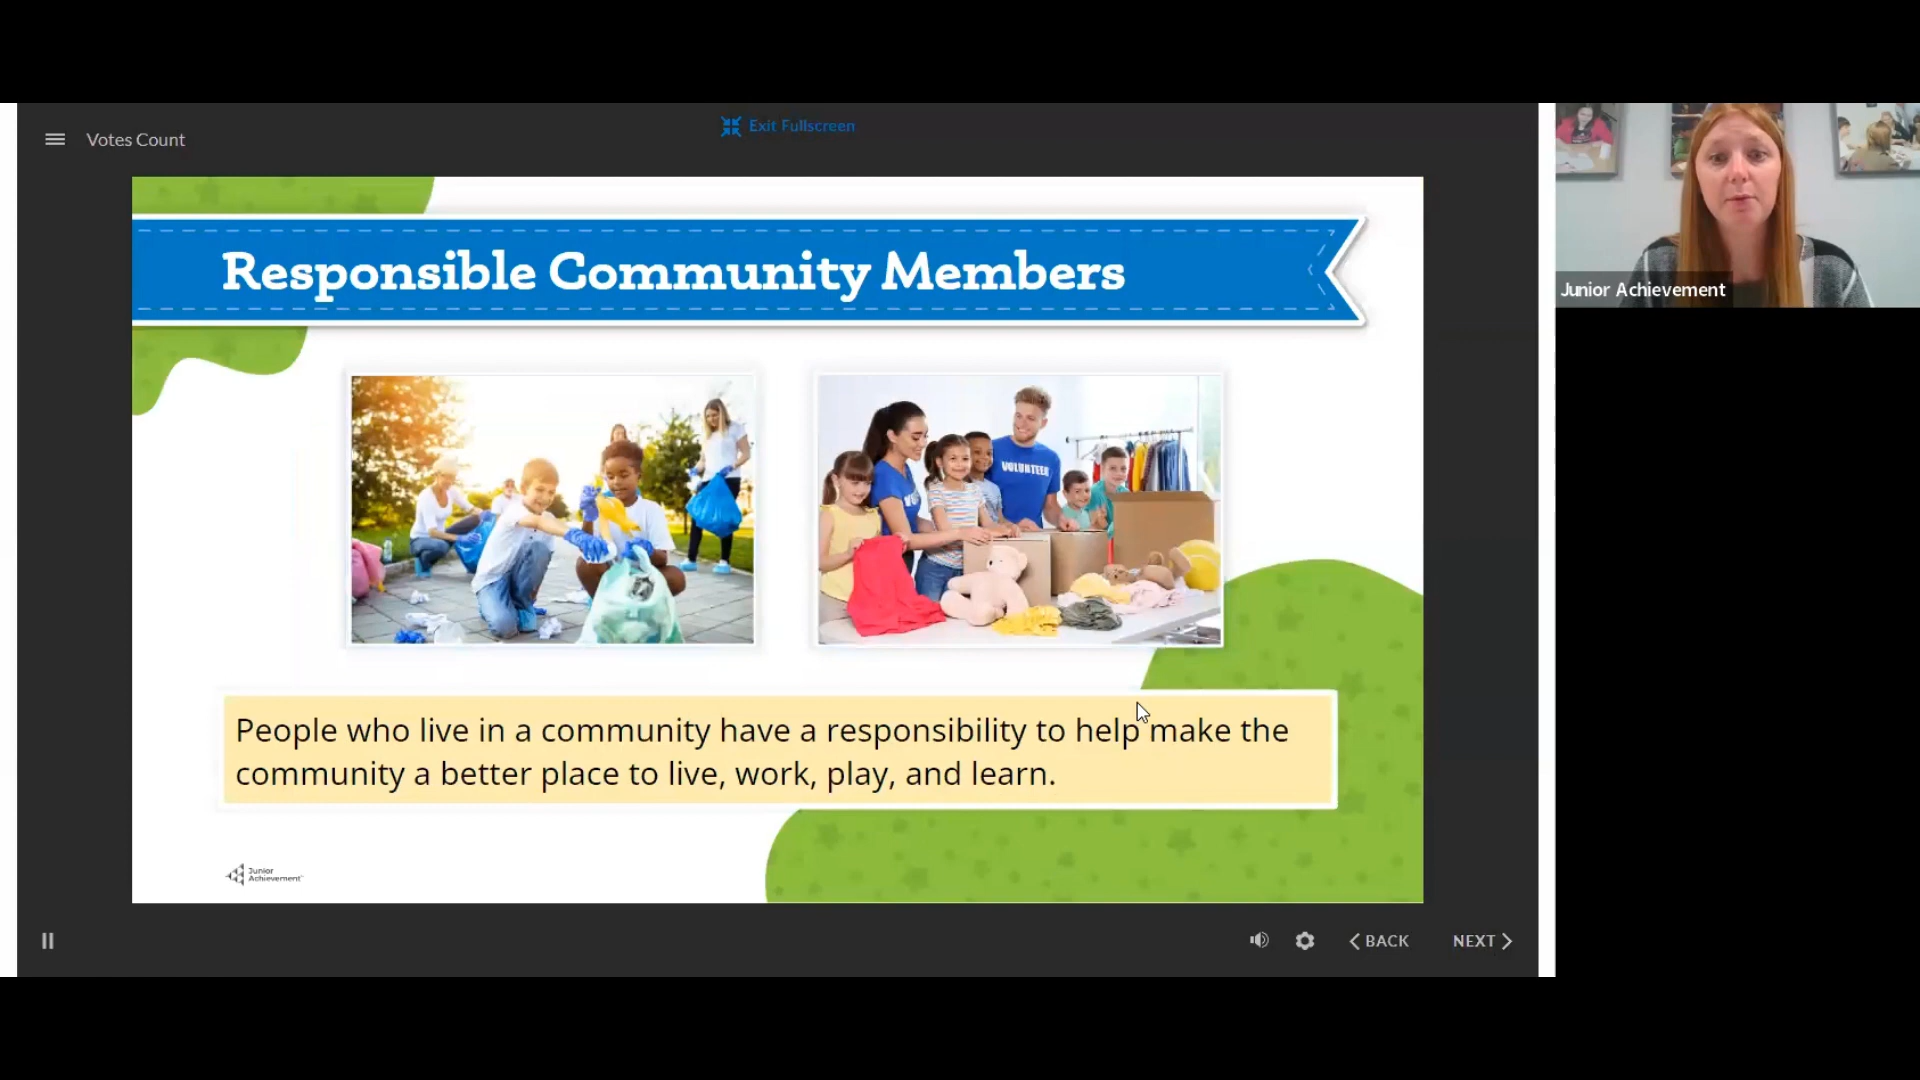 Votes Count
Exit Fullscreen
Responsible Community Members
VOLUNTEER
People who live in a community have a responsibility to help make the
community a better place to live, work, play, and learn.
Junior
Achievement
BACK
NEXT
Junior Achievement